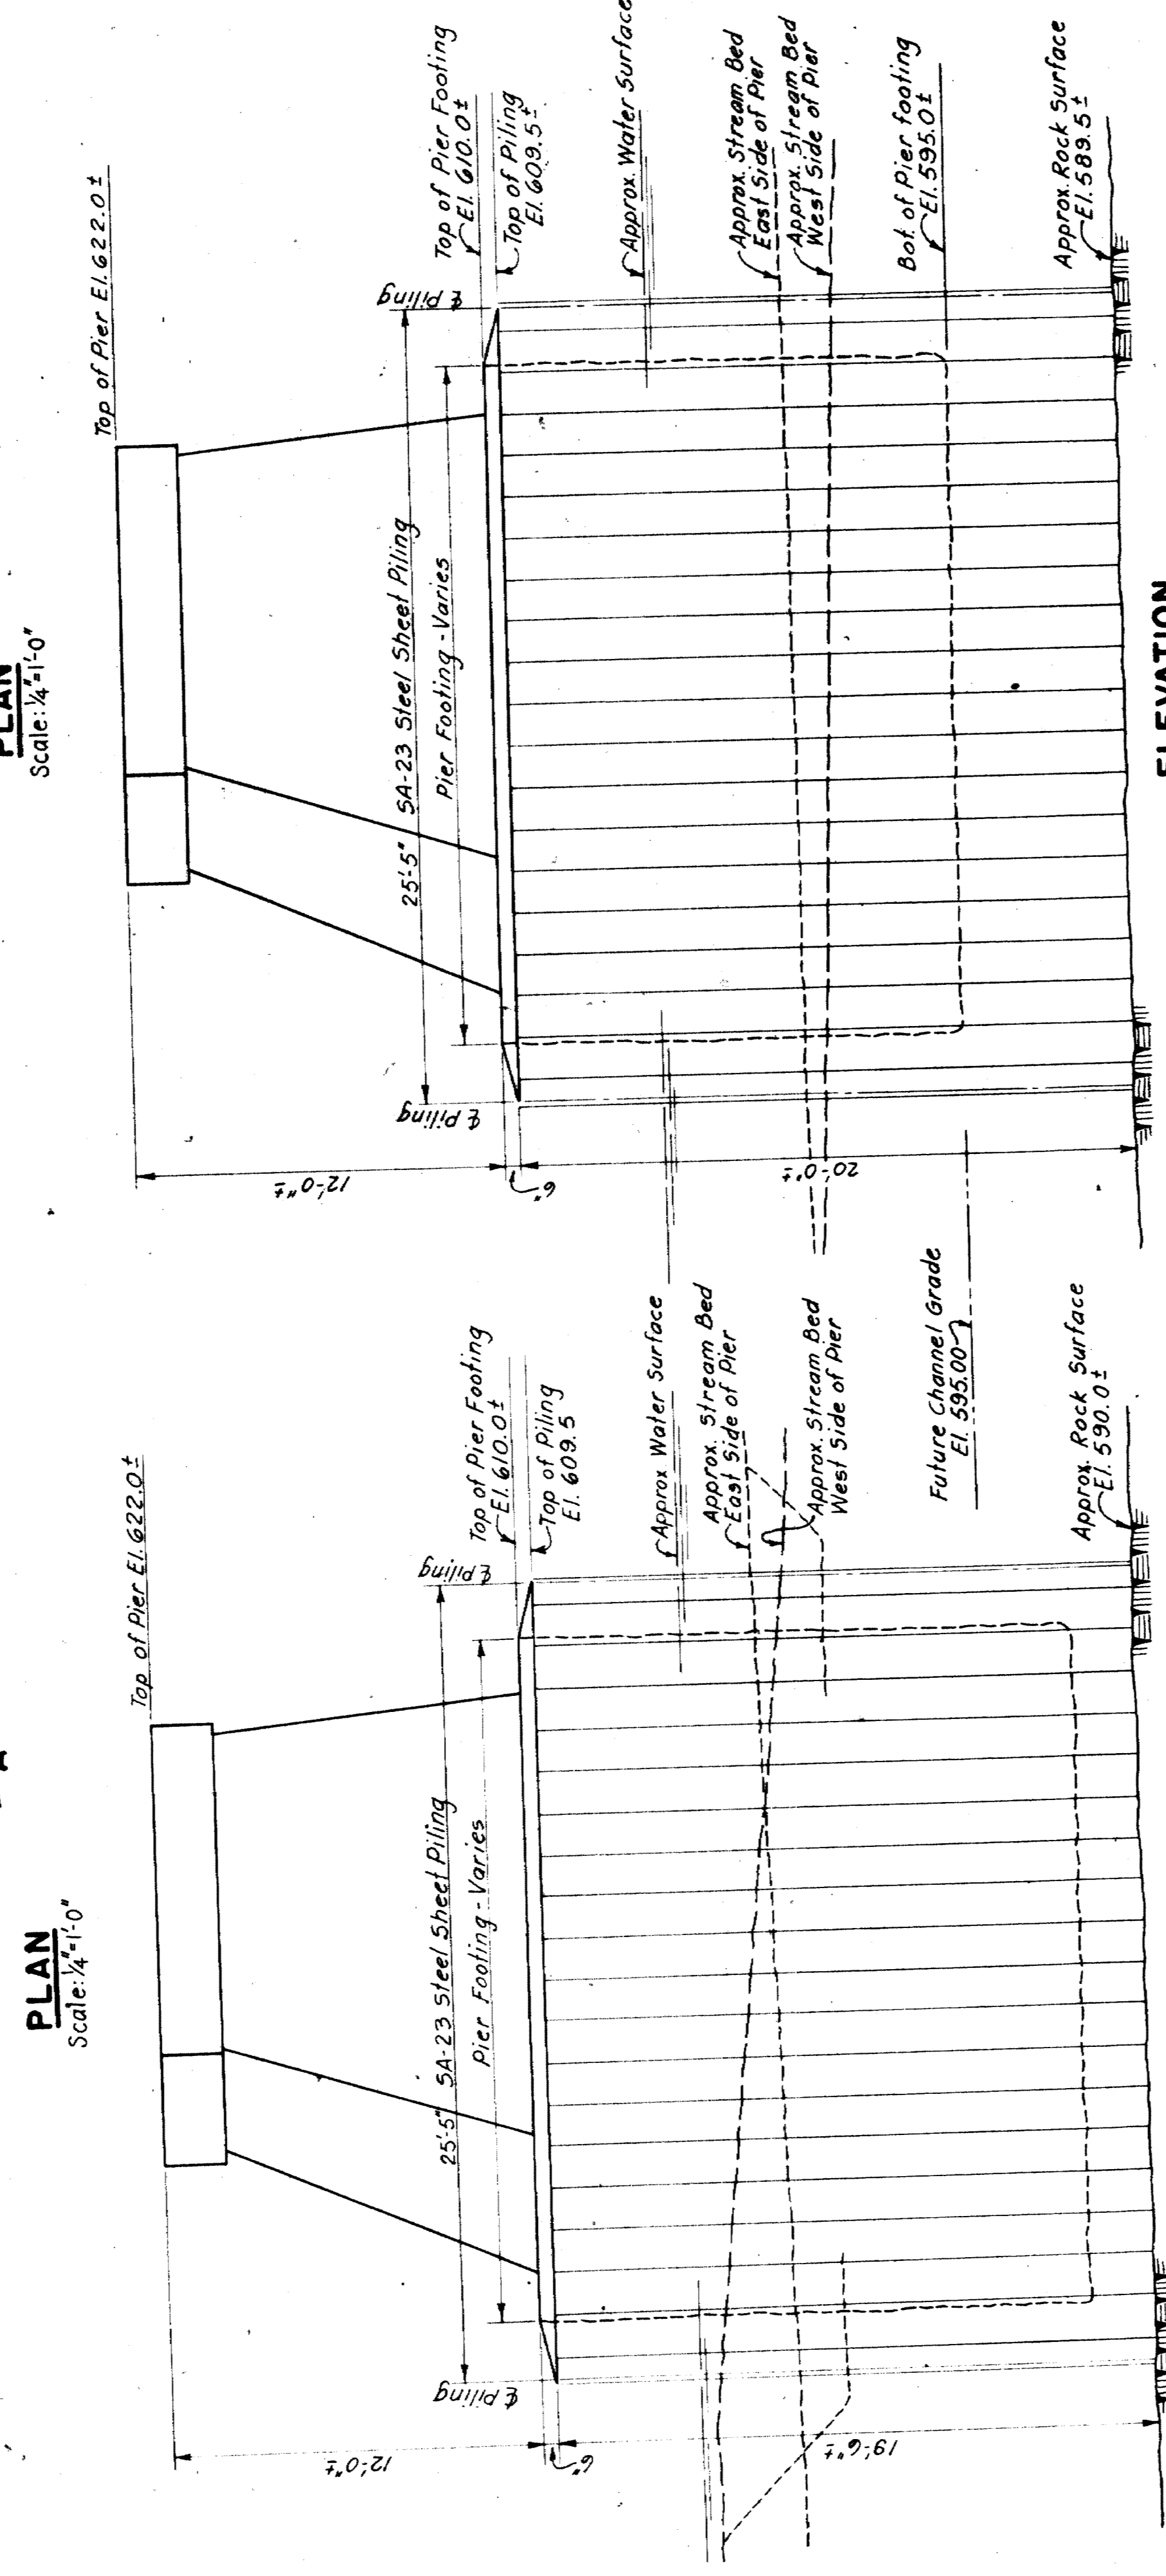 PLAN
Scale: ¼"=1'-0"
Top of Pier El. 622.0±
Top of Pier Footing
El. 610.0±
Top of Piling
El. 609.5
℄ Piling
25'-5" SA-23 Steel Sheet Piling
Pier Footing - Varies
℄ Piling
12'-0"±
6"
19'-6"±
Approx Water Surface
Approx. Stream Bed
East Side of Pier
Approx. Stream Bed
West Side of Pier
Future Channel Grade
El. 595.00
Approx. Rock Surface
El. 590.0±
PLAN
Scale: ¼"=1'-0"
Top of Pier El. 622.0±
Top of Pier Footing
El. 610.0±
Top of Piling
El. 609.5±
℄ Piling
25'-5" SA-23 Steel Sheet Piling
Pier Footing - Varies
℄ Piling
12'-0"±
6"
20'-0"±
Approx. Water Surface
Approx. Stream Bed
East Side of Pier
Approx. Stream Bed
West Side of Pier
Bot. of Pier footing
El. 595.0±
Approx. Rock Surface
El. 589.5±
ELEVATION